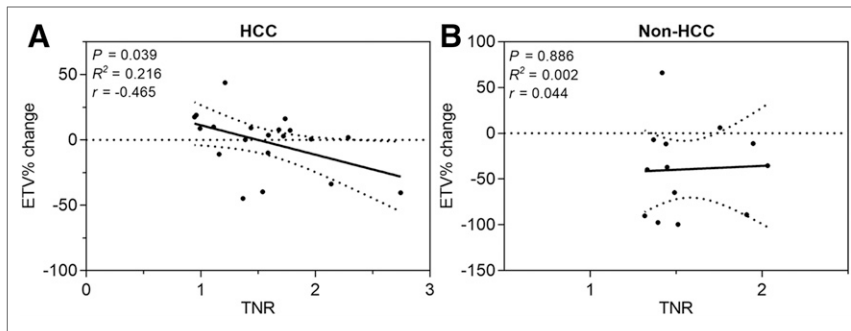 A
HCC
P = 0.039
R² = 0.216
r = -0.465
ETV% change
50
0
-50
-100
0
1
2
3
TNR
B
Non-HCC
P = 0.886
R² = 0.002
r = 0.044
ETV% change
100
50
0
-50
-100
-150
1
2
TNR